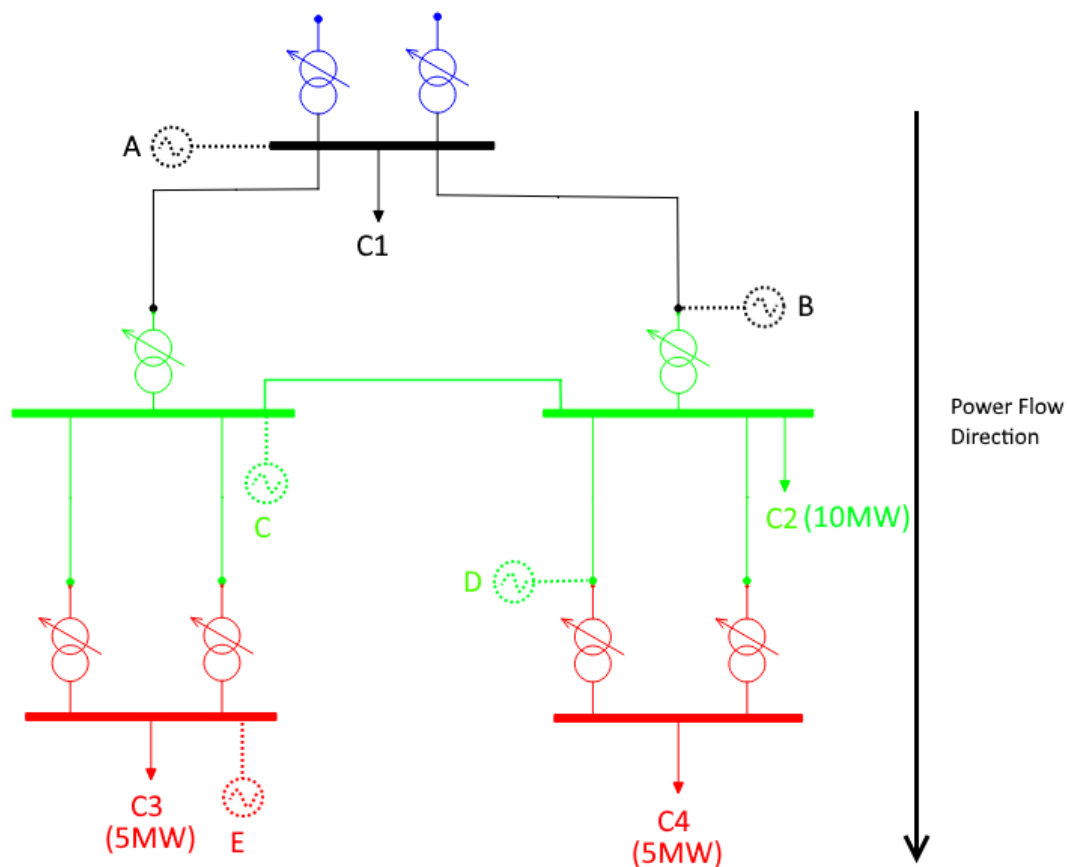 A
C1
B
Power Flow
Direction
C
C2 (10MW)
D
C3
(5MW)
E
C4
(5MW)